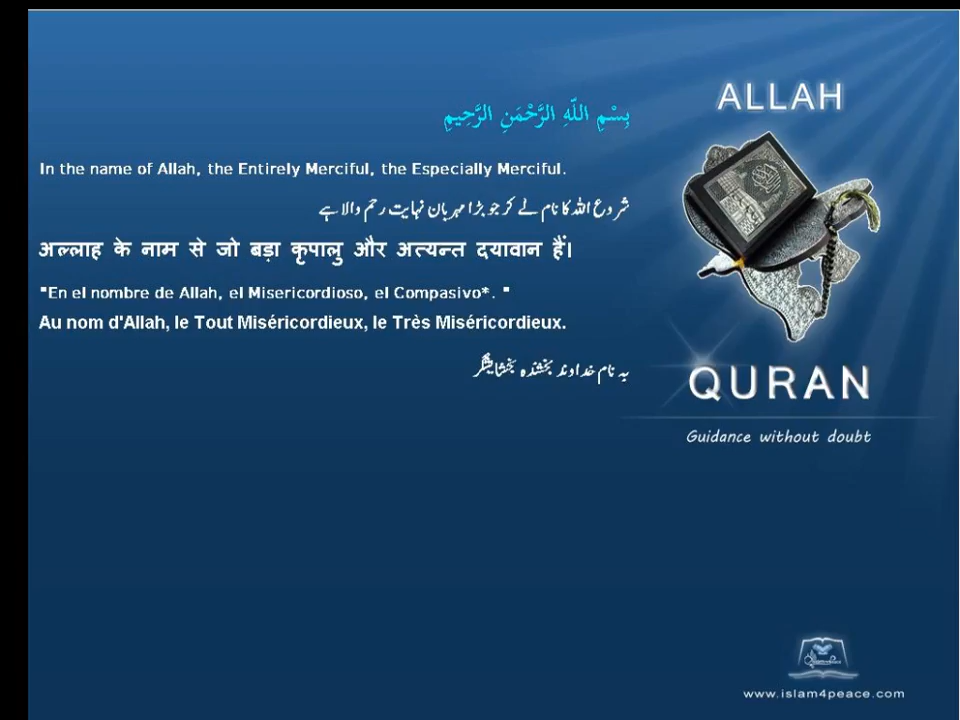 بِسْمِ اللَّهِ الرَّحْمَنِ الرَّحِيمِ
In the name of Allah, the Entirely Merciful, the Especially Merciful.
شروع الله کا نام لے کر جو بڑا مہربان نہایت رحم والا ہے
अल्लाह के नाम से जो बड़ा कृपालु और अत्यन्त दयावान हैं।
"En el nombre de Allah, el Misericordioso, el Compasivo*. "
Au nom d'Allah, le Tout Miséricordieux, le Très Miséricordieux.
به نام خداوند بخشنده بخشایشگر
ALLAH
QURAN
Guidance without doubt
www.islam4peace.com